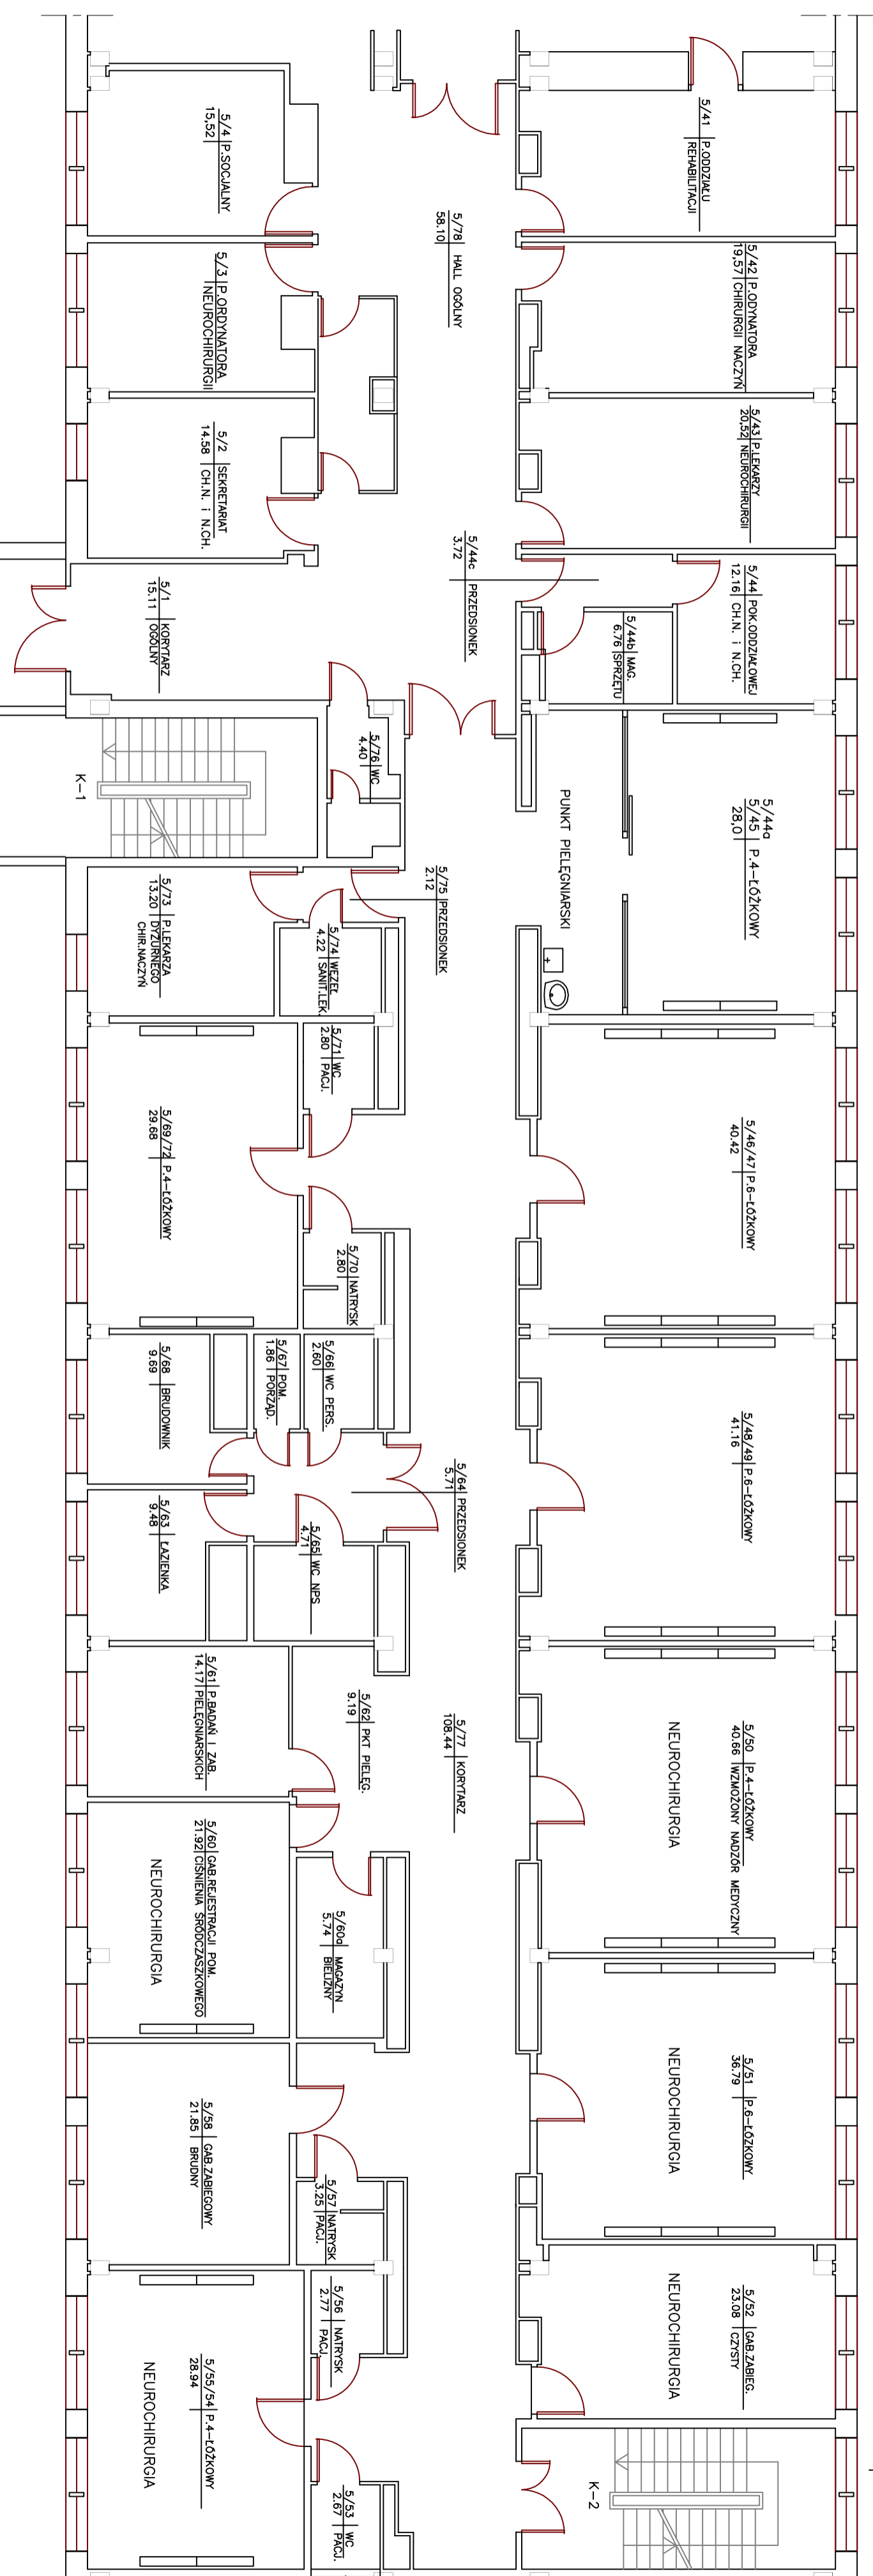 5/41 P.ODDZIAŁU
REHABILITACJI
5/42 P.ODYNATORA
19,57 CHIRURGII NACZYŃ
5/43 P.LEKARZY
20,52 NEUROCHIRURGII
5/44 POK.ODDZIAŁOWEJ
12.16 CH.N. i N.CH.
5/44b MAG.
6.76 SPRZĘTU
5/44a
5/45 P.4-ŁÓŻKOWY
28,0
PUNKT PIELĘGNIARSKI
5/46/47 P.6-ŁÓŻKOWY
40.42
5/48/49 P.6-ŁÓŻKOWY
41.16
5/50 P.4-ŁÓŻKOWY
40.66 WZMOŻONY NADZÓR MEDYCZNY
NEUROCHIRURGIA
5/51 P.6-ŁÓZKOWY
36.79
NEUROCHIRURGIA
5/52 GAB.ZABIEG.
23.08 CZYSTY
NEUROCHIRURGIA
K-2
5/78 HALL OGÓLNY
58.10
5/44c PRZEDSIONEK
3.72
5/75 PRZEDSIONEK
2.12
5/64 PRZEDSIONEK
5.71
5/77 KORYTARZ
108.44
5/4 P.SOCJALNY
15,52
5/3 P.ORDYNATORA
NEUROCHIRURGII
5/2 SEKRETARIAT
14.58 CH.N. i N.CH.
5/1 KORYTARZ
15.11 OGÓLNY
5/76 WC
4.40
K-1
5/73 P.LEKARZA
13.20 DYŻURNEGO
CHIR.NACZYŃ
5/74 WĘZEŁ
4.22 SANIT.LEK.
5/71 WC
2.80 PACJ.
5/69/72 P.4-ŁÓŻKOWY
29.68
5/70 NATRYSK
2.80
5/66 WC PERS.
2.60
5/67 POM.
1.86 PORZĄD.
5/68 BRUDOWNIK
9.69
5/65 WC NPS
4.71
5/63 ŁAZIENKA
9.48
5/62 PKT PIELĘG.
9.19
5/61 P.BADAŃ I ZAB.
14.17 PIELĘGNIARSKICH
5/60 GAB.REJESTRACJI POM.
21.92 CIŚNIENIA ŚRÓDCZASZKOWEGO
NEUROCHIRURGIA
5/60a MAGAZYN
5.74 BIELIZNY
5/58 GAB.ZABIEGOWY
21.85 BRUDNY
5/57 NATRYSK
3.25 PACJ.
5/56 NATRYSK
2.77 PACJ.
5/55/54 P.4-ŁÓŻKOWY
28.94
NEUROCHIRURGIA
5/53 WC
2.67 PACJ.